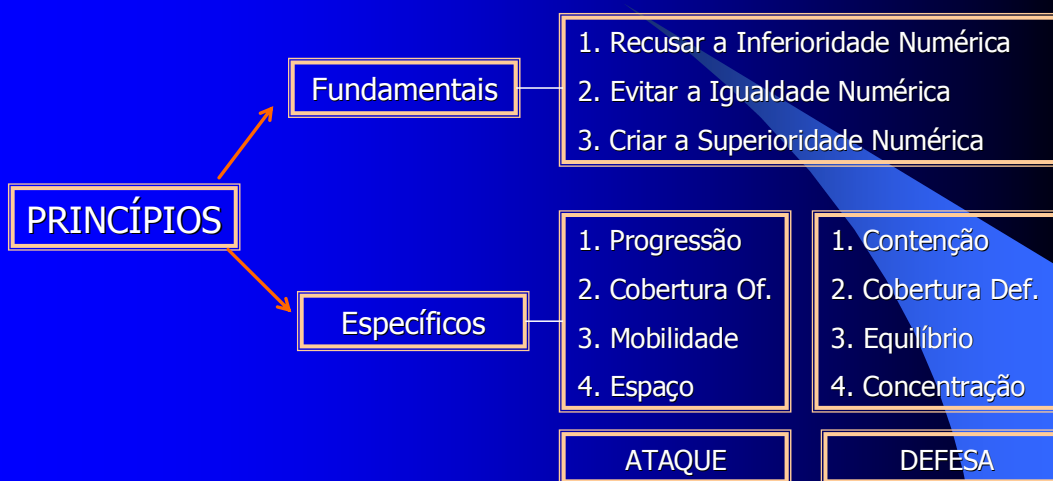 1. Recusar a Inferioridade Numérica
Fundamentais
2. Evitar a Igualdade Numérica
3. Criar a Superioridade Numérica
PRINCÍPIOS
Específicos
1. Progressão
2. Cobertura Of.
3. Mobilidade
4. Espaço
1. Contenção
2. Cobertura Def.
3. Equilíbrio
4. Concentração
ATAQUE
DEFESA